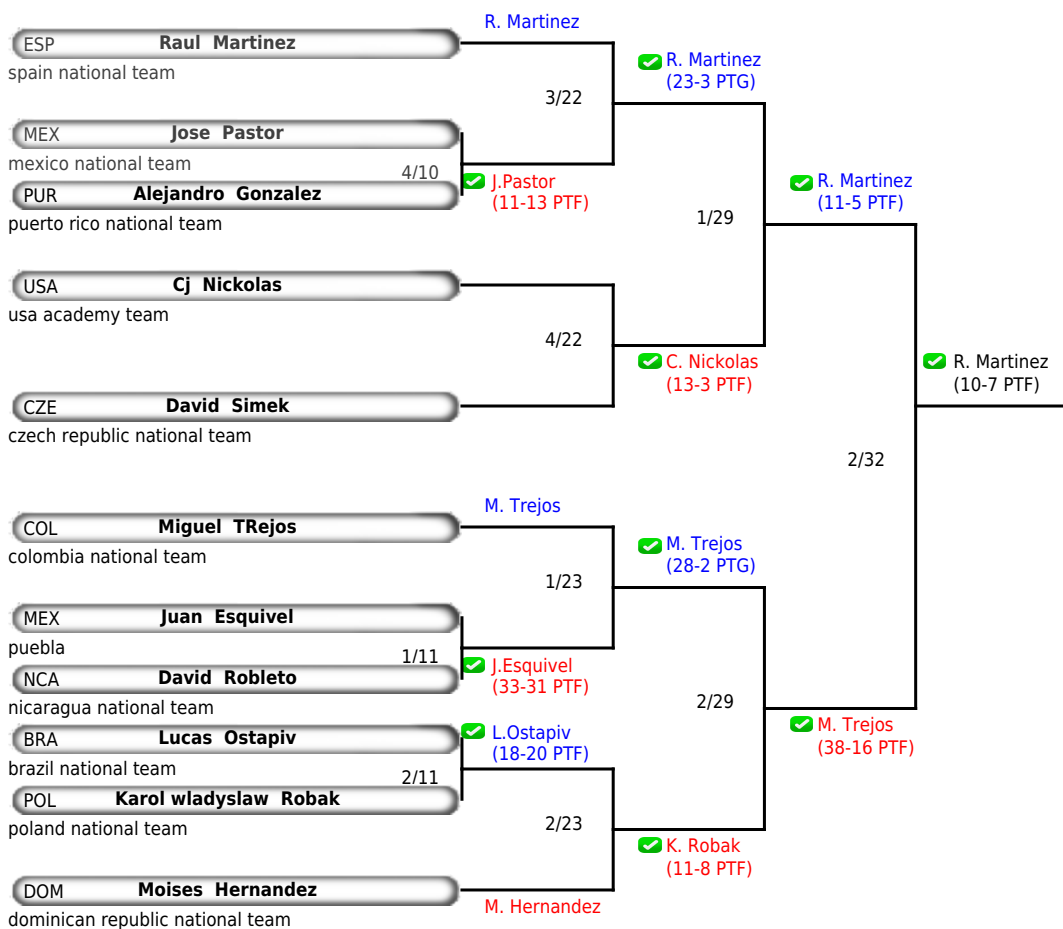 R. Martinez
ESP Raul Martinez
spain national team
R. Martinez
(23-3 PTG)
3/22
MEX Jose Pastor
mexico national team
4/10
J.Pastor
(11-13 PTF)
PUR Alejandro Gonzalez
puerto rico national team
R. Martinez
(11-5 PTF)
1/29
USA Cj Nickolas
usa academy team
4/22
C. Nickolas
(13-3 PTF)
R. Martinez
(10-7 PTF)
CZE David Simek
czech republic national team
2/32
M. Trejos
COL Miguel TRejos
colombia national team
M. Trejos
(28-2 PTG)
1/23
MEX Juan Esquivel
puebla
1/11
J.Esquivel
(33-31 PTF)
NCA David Robleto
nicaragua national team
2/29
M. Trejos
(38-16 PTF)
BRA Lucas Ostapiv
brazil national team
L.Ostapiv
(18-20 PTF)
2/11
POL Karol wladyslaw Robak
poland national team
2/23
K. Robak
(11-8 PTF)
DOM Moises Hernandez
dominican republic national team
M. Hernandez